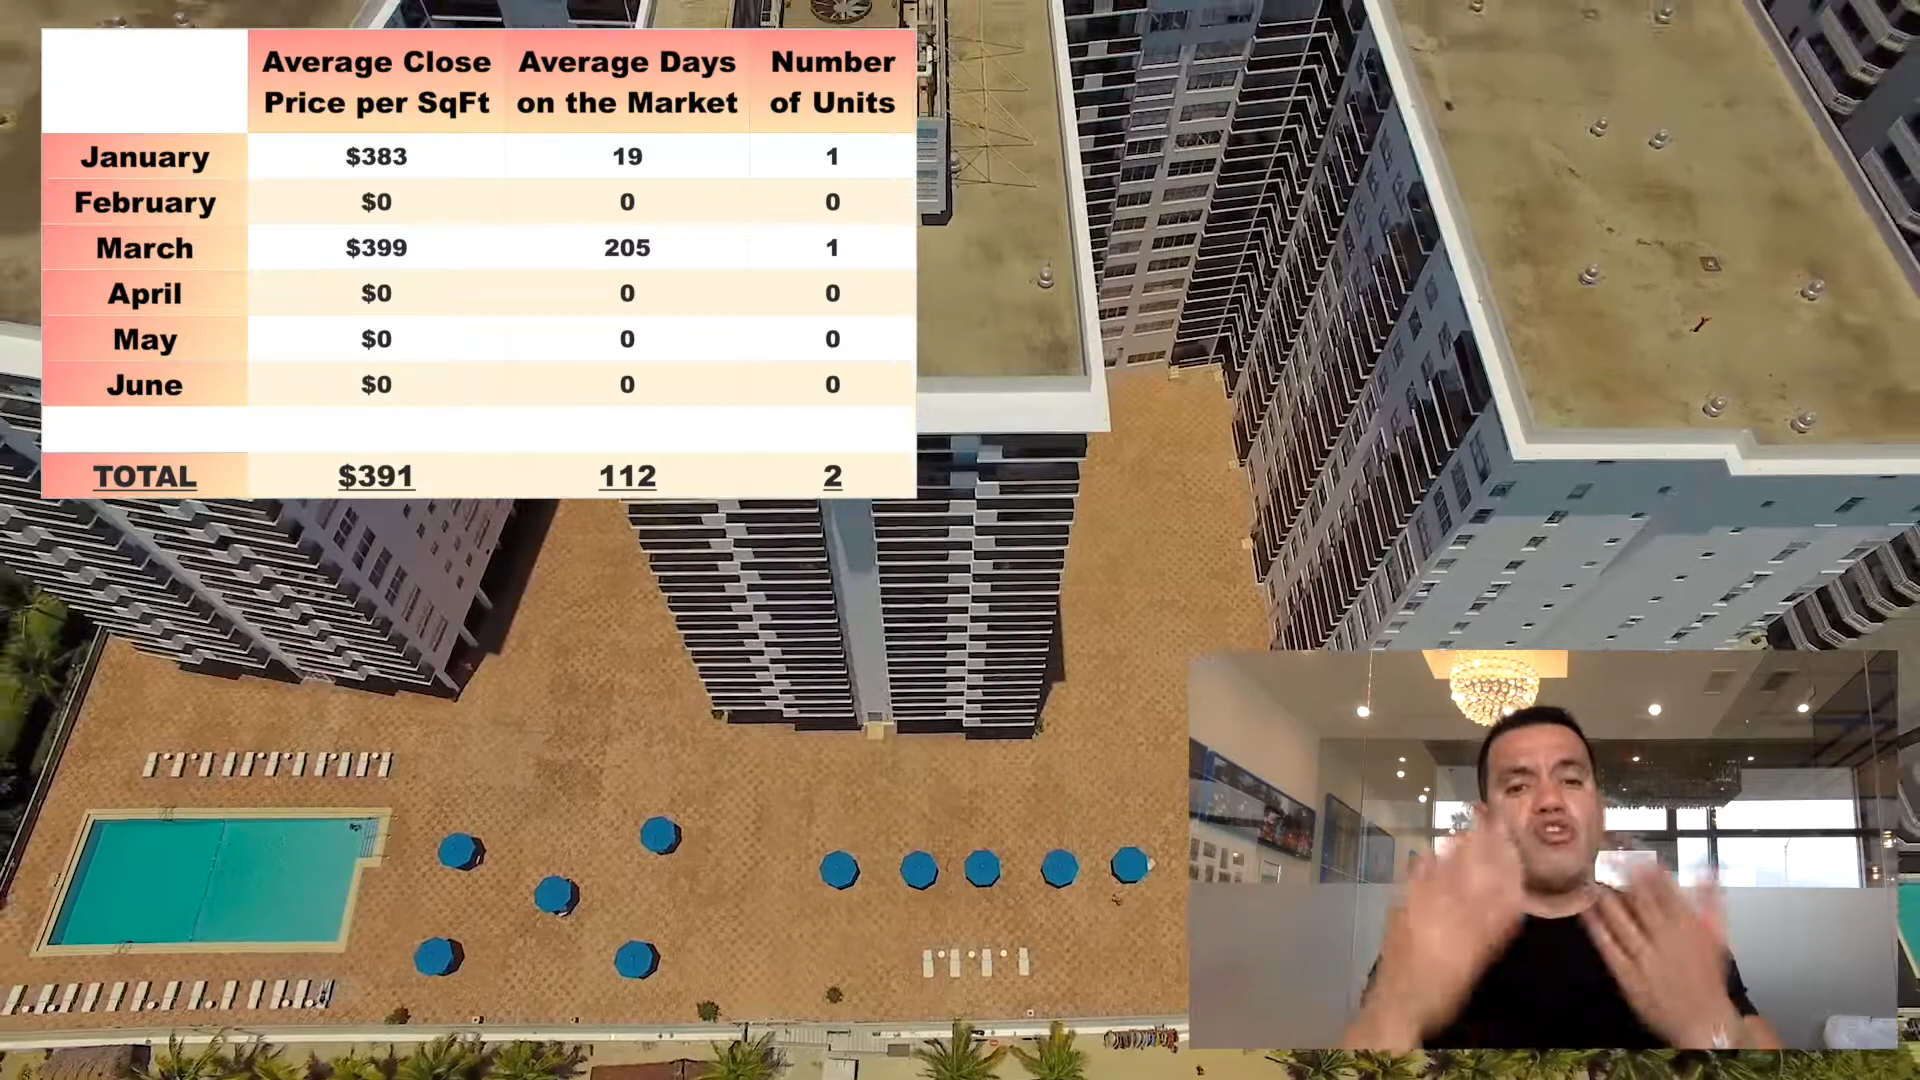 Average Close Price per SqFt
Average Days on the Market
Number of Units
January $383 19 1
February $0 0 0
March $399 205 1
April $0 0 0
May $0 0 0
June $0 0 0
TOTAL $391 112 2